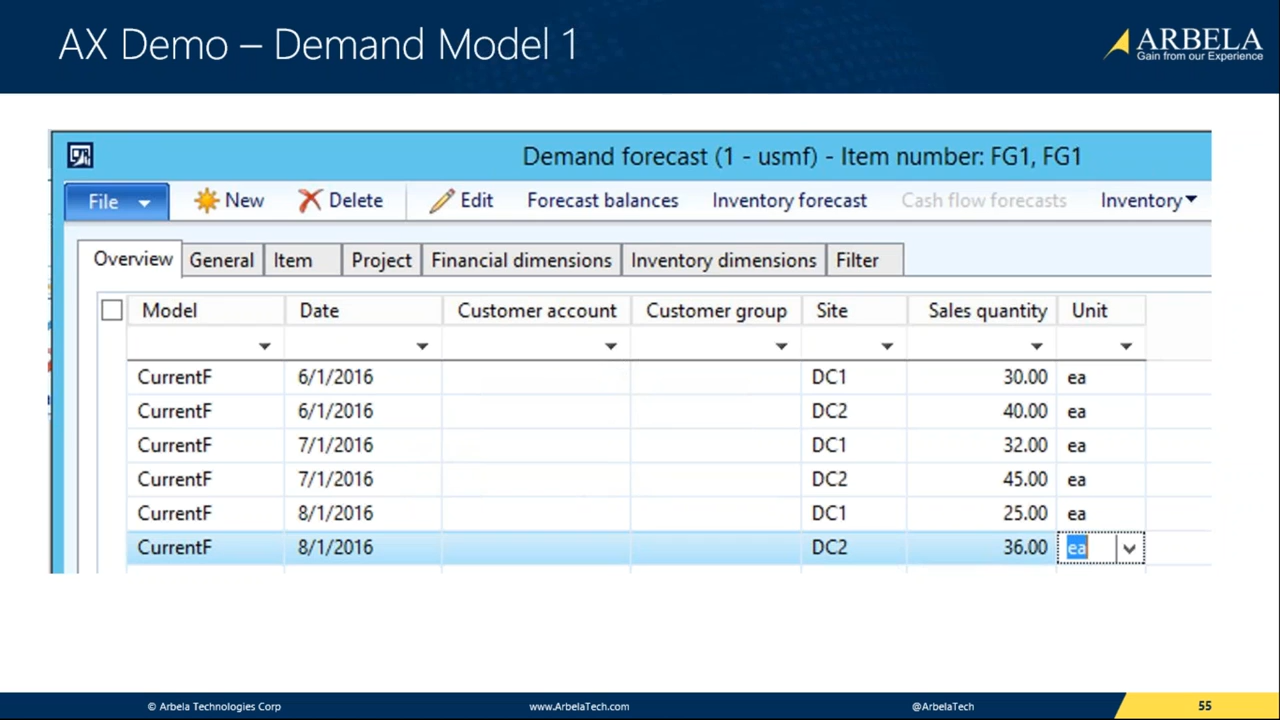 AX Demo – Demand Model 1
ARBELA
Gain from our Experience
Demand forecast (1 - usmf) - Item number: FG1, FG1
File New Delete Edit Forecast balances Inventory forecast Cash flow forecasts Inventory
Overview General Item Project Financial dimensions Inventory dimensions Filter
Model Date Customer account Customer group Site Sales quantity Unit
CurrentF 6/1/2016 DC1 30.00 ea
CurrentF 6/1/2016 DC2 40.00 ea
CurrentF 7/1/2016 DC1 32.00 ea
CurrentF 7/1/2016 DC2 45.00 ea
CurrentF 8/1/2016 DC1 25.00 ea
CurrentF 8/1/2016 DC2 36.00 ea
© Arbela Technologies Corp www.ArbelaTech.com @ArbelaTech 55